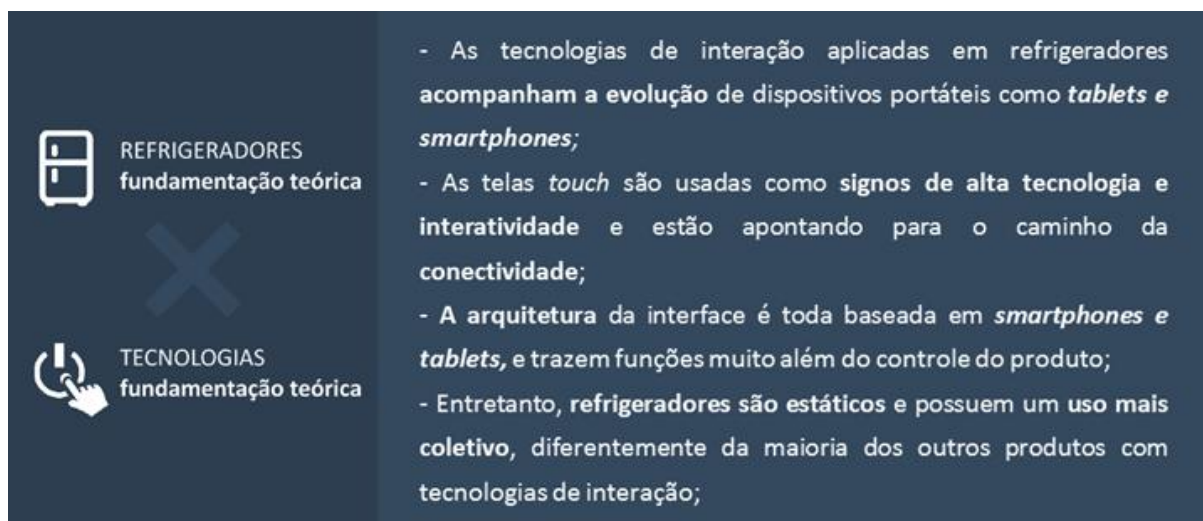 REFRIGERADORES
fundamentação teórica
TECNOLOGIAS
fundamentação teórica
- As tecnologias de interação aplicadas em refrigeradores
acompanham a evolução de dispositivos portáteis como tablets e
smartphones;
- As telas touch são usadas como signos de alta tecnologia e
interatividade e estão apontando para o caminho da
conectividade;
- A arquitetura da interface é toda baseada em smartphones e
tablets, e trazem funções muito além do controle do produto;
- Entretanto, refrigeradores são estáticos e possuem um uso mais
coletivo, diferentemente da maioria dos outros produtos com
tecnologias de interação;